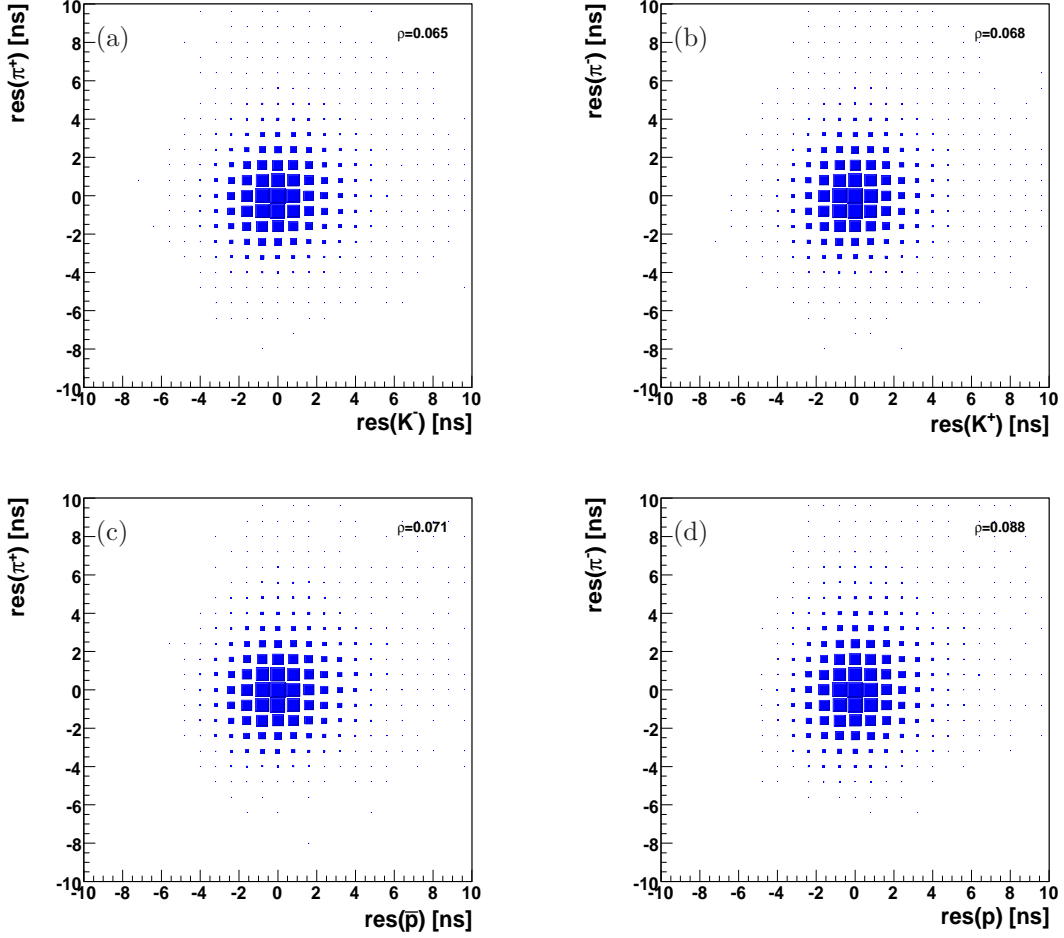 res(π+) [ns]
10
8
6
4
2
0
-2
-4
-6
-8
-10
(a)
ρ=0.065
-10 -8 -6 -4 -2 0 2 4 6 8 10
res(K-) [ns]
res(π-) [ns]
10
8
6
4
2
0
-2
-4
-6
-8
-10
(b)
ρ=0.068
-10 -8 -6 -4 -2 0 2 4 6 8 10
res(K+) [ns]
res(π+) [ns]
10
8
6
4
2
0
-2
-4
-6
-8
-10
(c)
ρ=0.071
-10 -8 -6 -4 -2 0 2 4 6 8 10
res(p̅) [ns]
res(π-) [ns]
10
8
6
4
2
0
-2
-4
-6
-8
-10
(d)
ρ=0.088
-10 -8 -6 -4 -2 0 2 4 6 8 10
res(p) [ns]